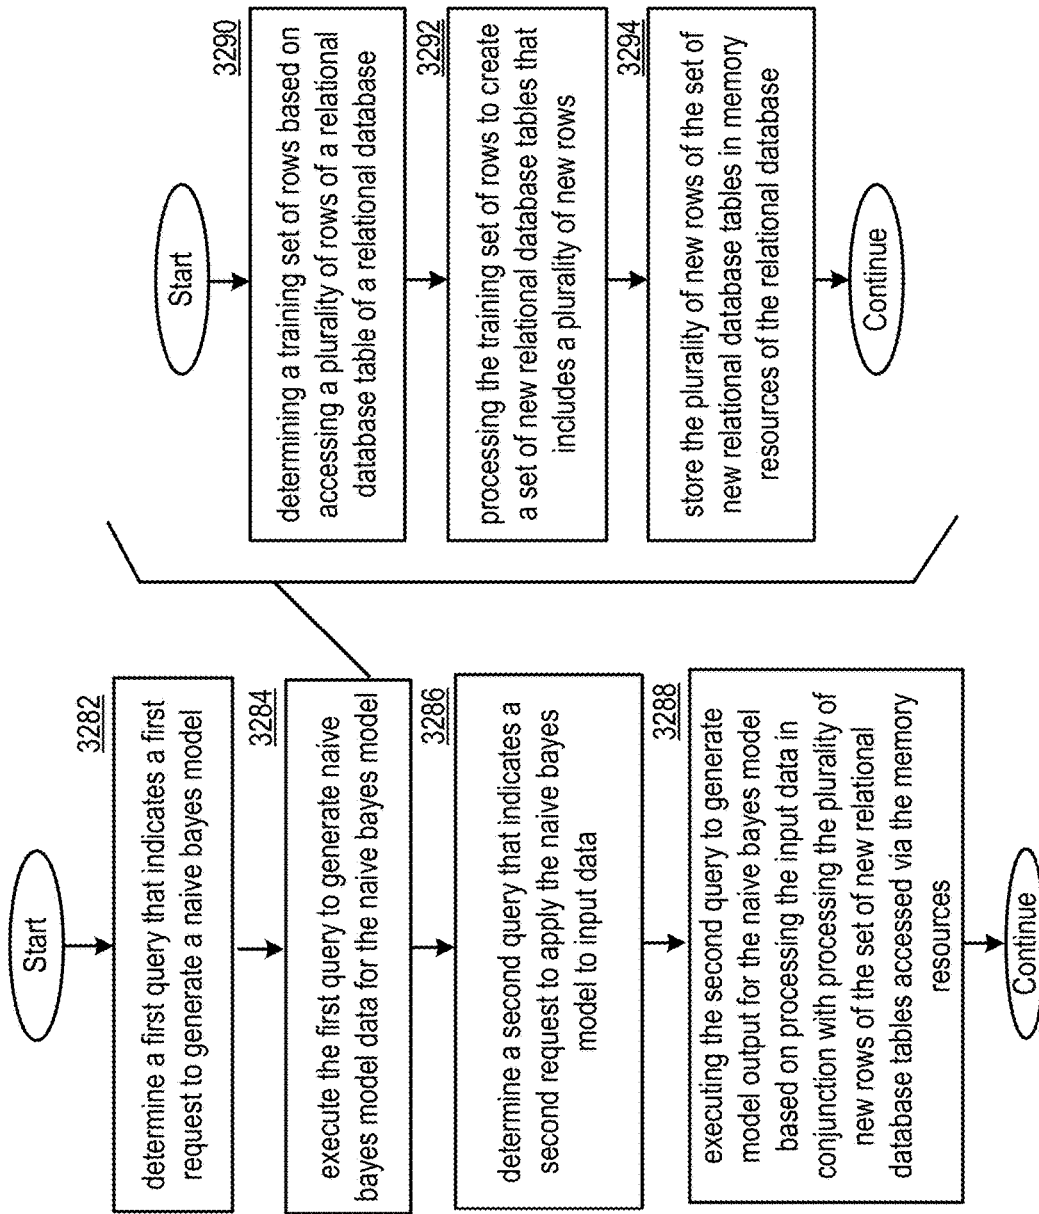 Start
3282
determine a first query that indicates a first
request to generate a naive bayes model
3284
execute the first query to generate naive
bayes model data for the naive bayes model
3286
determine a second query that indicates a
second request to apply the naive bayes
model to input data
3288
executing the second query to generate
model output for the naive bayes model
based on processing the input data in
conjunction with processing the plurality of
new rows of the set of new relational
database tables accessed via the memory
resources
Continue
Start
3290
determining a training set of rows based on
accessing a plurality of rows of a relational
database table of a relational database
3292
processing the training set of rows to create
a set of new relational database tables that
includes a plurality of new rows
3294
store the plurality of new rows of the set of
new relational database tables in memory
resources of the relational database
Continue